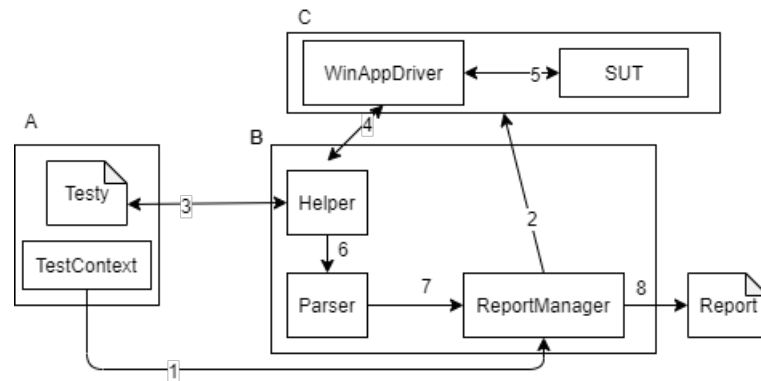 C
WinAppDriver
5
SUT
A
4
B
Testy
3
Helper
2
TestContext
6
Parser
7
ReportManager
8
Report
1